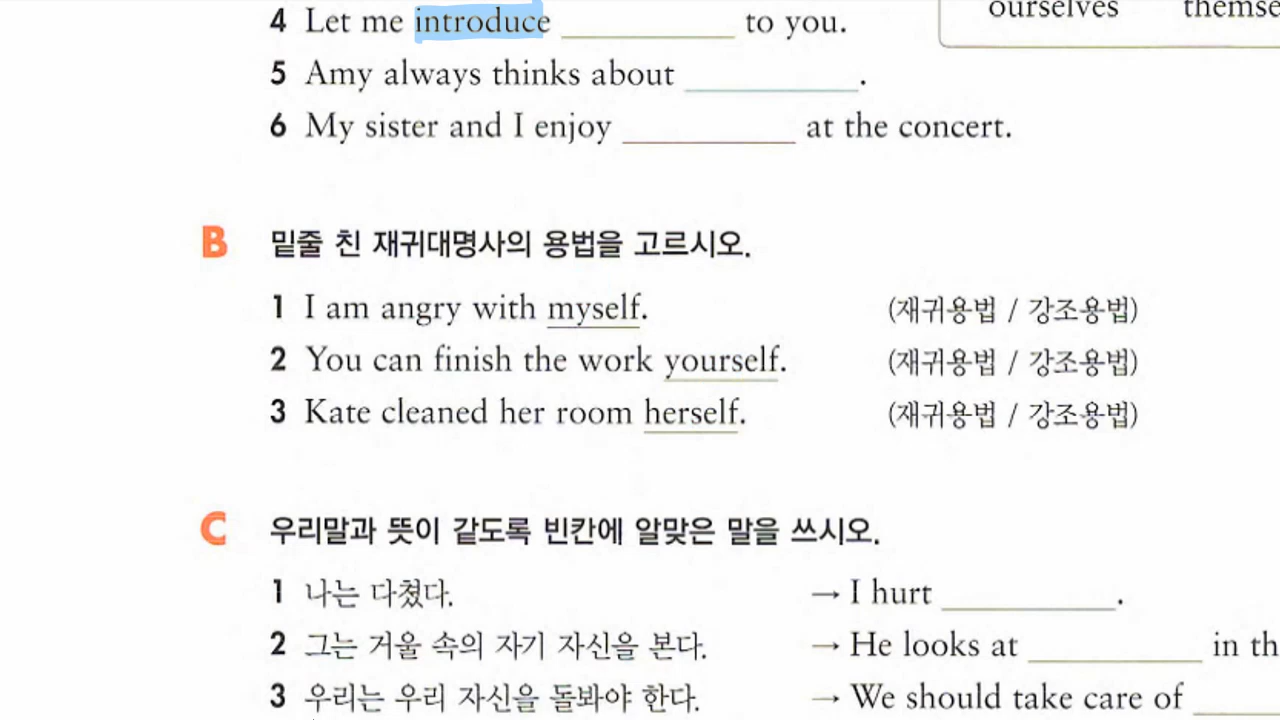 ourselves
4 Let me introduce __________ to you.
5 Amy always thinks about __________.
6 My sister and I enjoy __________ at the concert.
B 밑줄 친 재귀대명사의 용법을 고르시오.
1 I am angry with myself. (재귀용법 / 강조용법)
2 You can finish the work yourself. (재귀용법 / 강조용법)
3 Kate cleaned her room herself. (재귀용법 / 강조용법)
C 우리말과 뜻이 같도록 빈칸에 알맞은 말을 쓰시오.
1 나는 다쳤다. → I hurt __________.
2 그는 거울 속의 자기 자신을 본다. → He looks at __________ in
3 우리는 우리 자신을 돌봐야 한다. → We should take care of